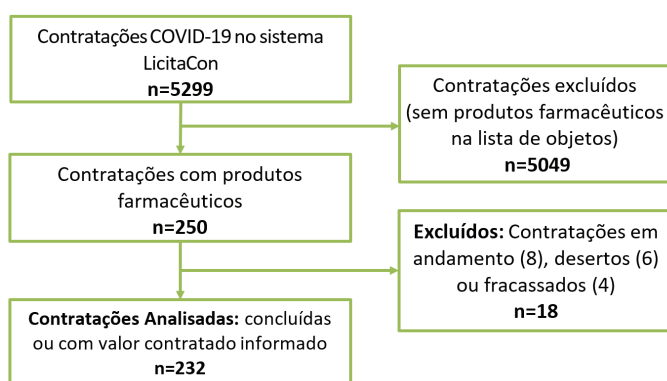 Contratações COVID-19 no sistema
LicitaCon
n=5299
Contratações excluídos
(sem produtos farmacêuticos
na lista de objetos)
n=5049
Contratações com produtos
farmacêuticos
n=250
Excluídos: Contratações em
andamento (8), desertos (6)
ou fracassados (4)
n=18
Contratações Analisadas: concluídas
ou com valor contratado informado
n=232